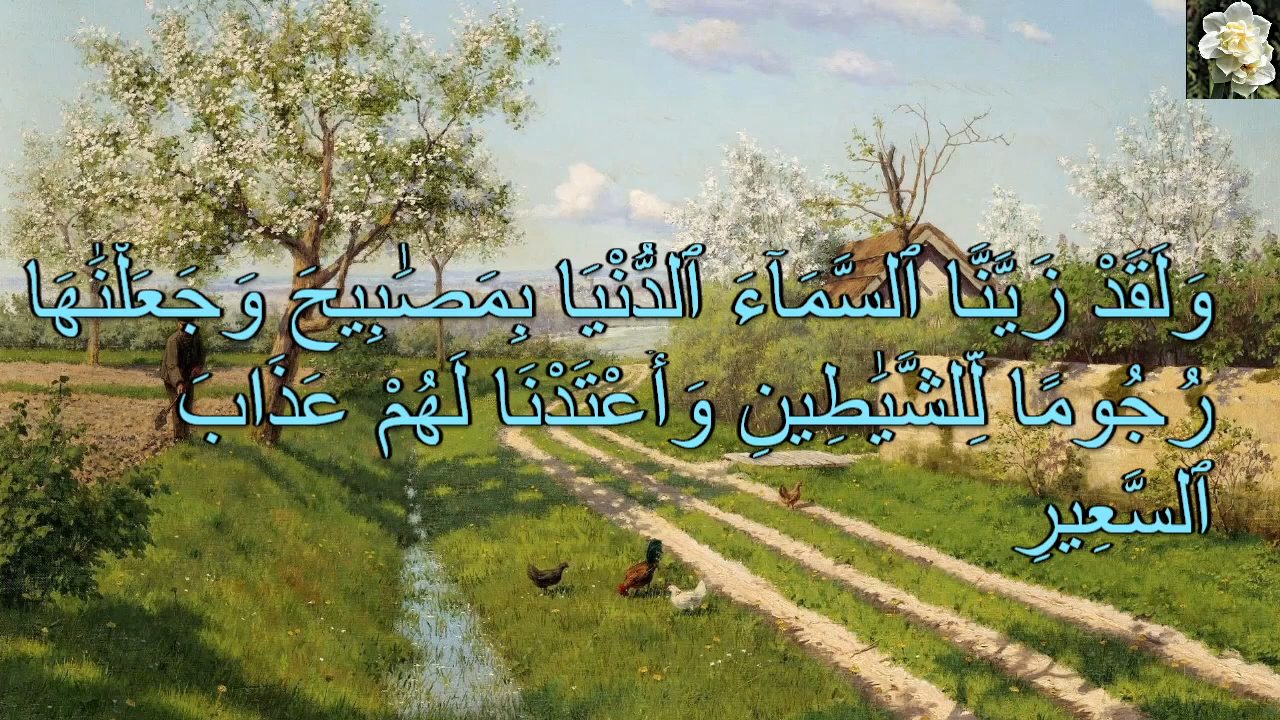 وَلَقَدْ زَيَّنَّا ٱلسَّمَآءَ ٱلدُّنْيَا بِمَصَٰبِيحَ وَجَعَلْنَٰهَا
رُجُومًا لِّلشَّيَٰطِينِ وَأَعْتَدْنَا لَهُمْ عَذَابَ
ٱلسَّعِيرِ